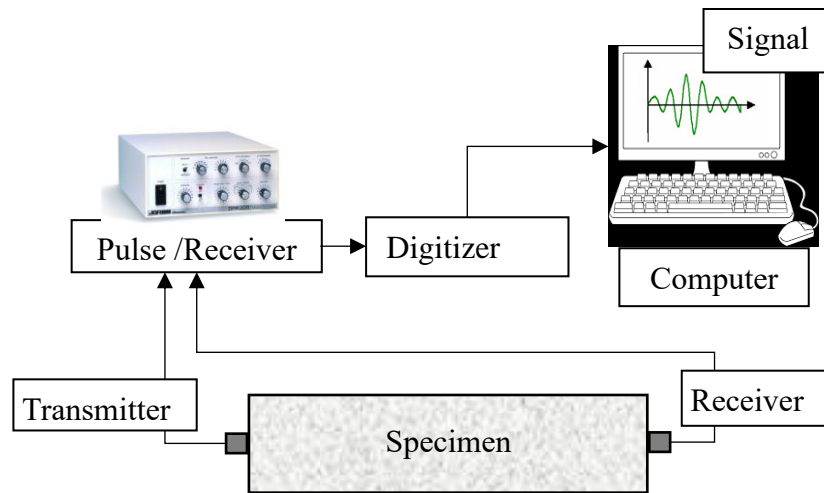 Signal
Pulse /Receiver
Digitizer
Computer
Transmitter
Receiver
Specimen